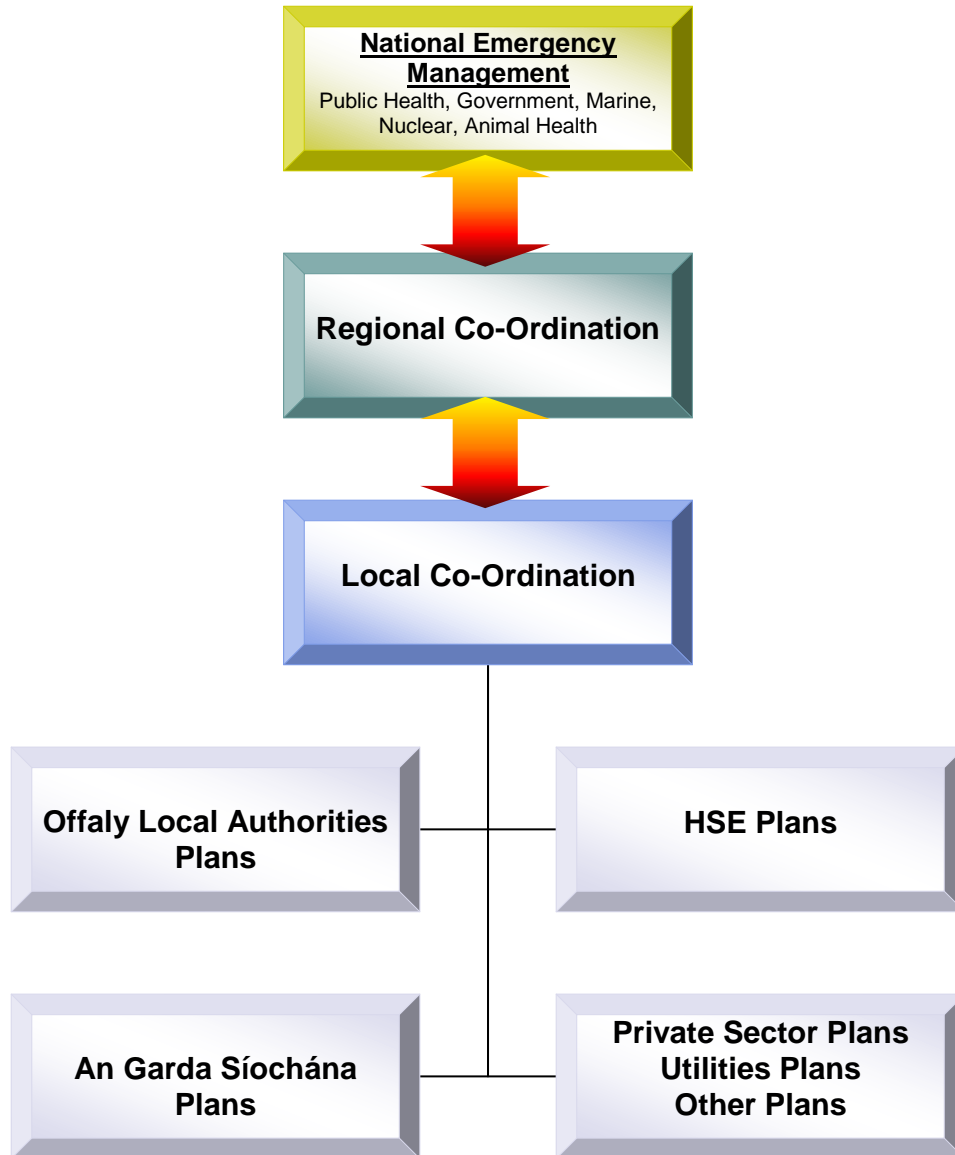 National Emergency
Management
Public Health, Government, Marine,
Nuclear, Animal Health
Regional Co-Ordination
Local Co-Ordination
Offaly Local Authorities
Plans
HSE Plans
An Garda Síochána
Plans
Private Sector Plans
Utilities Plans
Other Plans